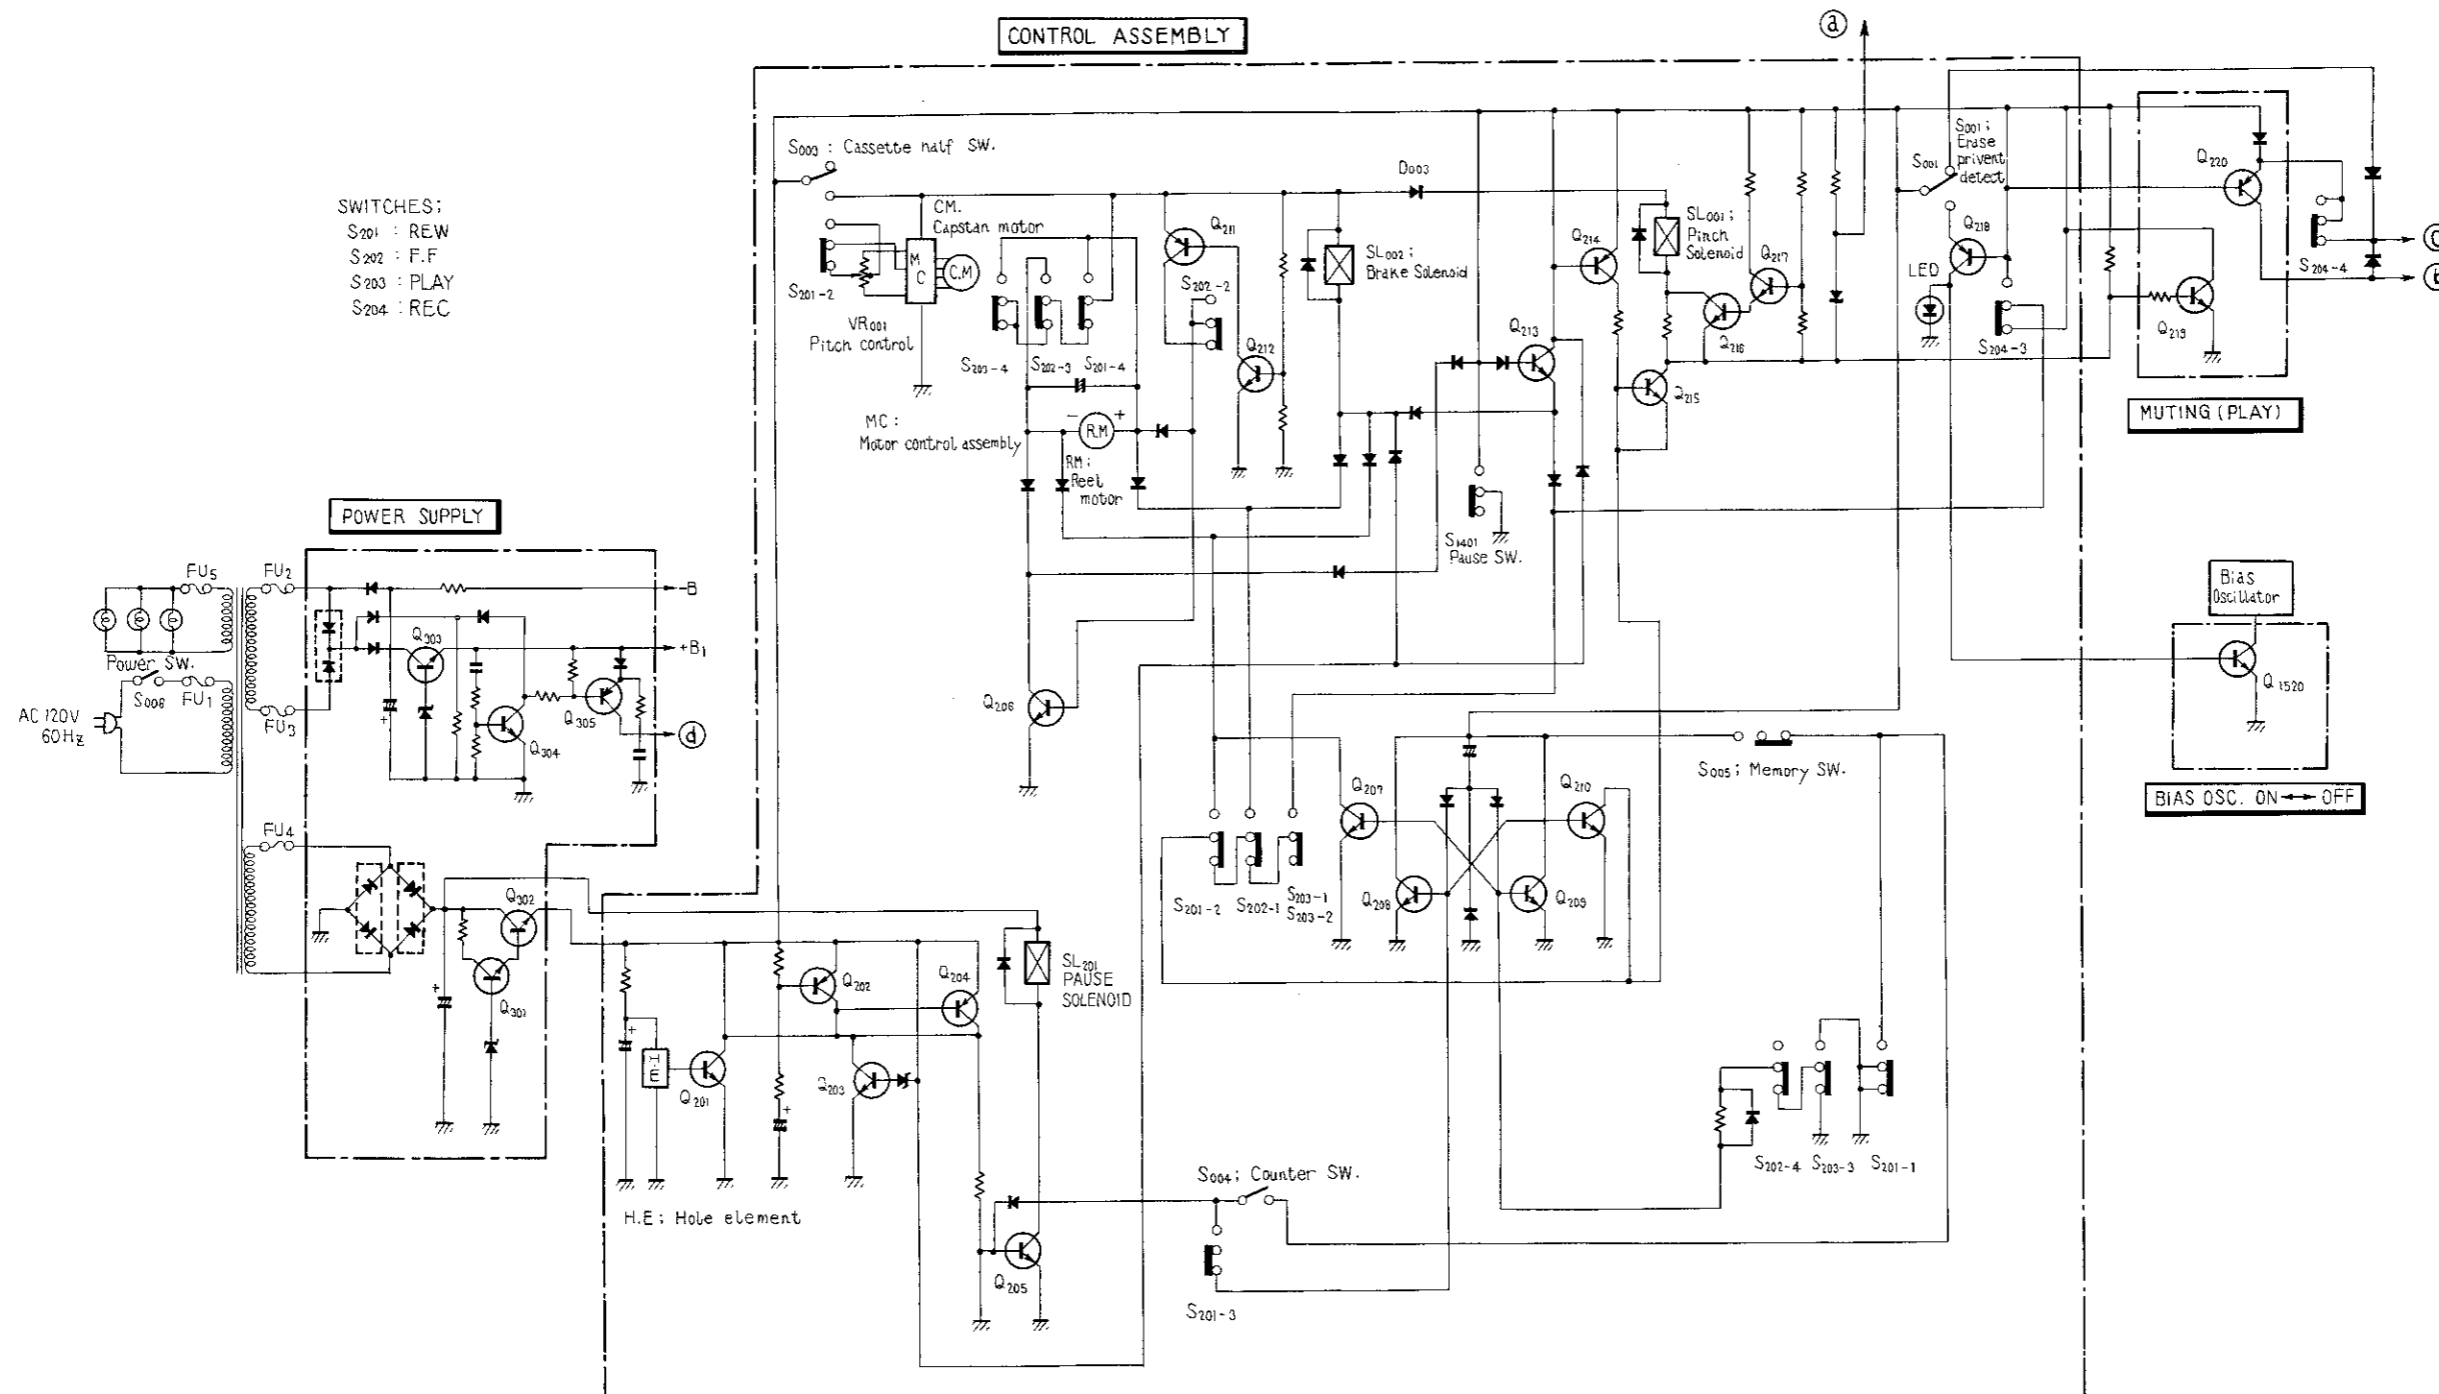 CONTROL ASSEMBLY
ⓐ
SWITCHES;
S201 : REW
S202 : F.F
S203 : PLAY
S204 : REC
S003 : Cassette half SW.
CM.
Capstan motor
M
C
C.M
S201-2
VR001
Pitch control
S203-4
S202-3
S201-4
MC :
Motor control assembly
- R.M +
RM ;
Reel
motor
Q211
S202-2
Q212
D003
SL002 ;
Brake Solenoid
Q213
Q214
SL001 ;
Pinch
Solenoid
Q217
Q216
Q215
S1401
Pause SW.
S001
S001 ;
Erase
privent
detect
Q218
LED
S204-3
Q220
Q219
S204-4
ⓒ
ⓑ
MUTING (PLAY)
POWER SUPPLY
FU5
FU2
-B
+B1
Power SW.
S006
FU1
FU3
AC 120V
60Hz
Q303
Q304
Q305
ⓓ
FU4
Q302
Q301
+
+
Q206
Q207
Q208
Q209
Q210
S005 ; Memory SW.
S201-2
S202-1
S203-1
S203-2
Bias
Oscillator
Q1520
BIAS OSC. ON ↔ OFF
SL201
PAUSE
SOLENOID
Q202
Q204
+
H.E
Q201
+
Q203
H.E ; Hole element
Q205
S004 ; Counter SW.
S201-3
S202-4
S203-3
S201-1